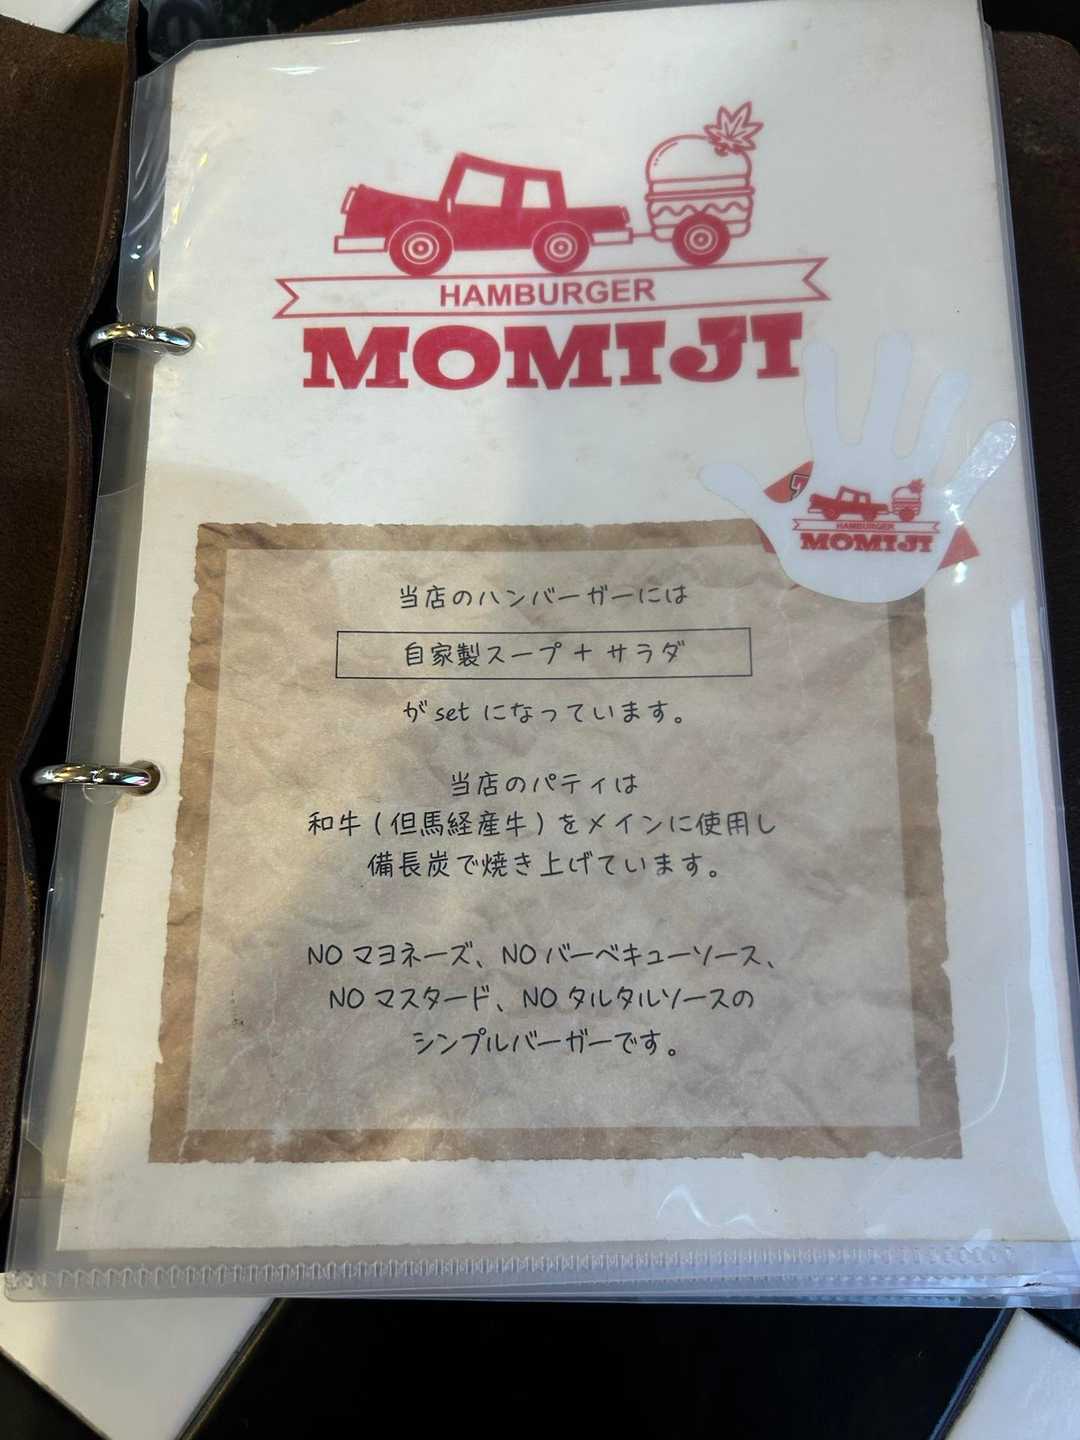 HAMBURGER
MOMIJI
HAMBURGER
MOMIJI
当店のハンバーガーには
自家製スープ + サラダ
が set になっています。
当店のパティは
和牛 ( 但馬経産牛 ) をメインに使用し
備長炭で焼き上げています。
NO マヨネーズ、NO バーベキューソース、
NO マスタード、NO タルタルソースの
シンプルバーガーです。